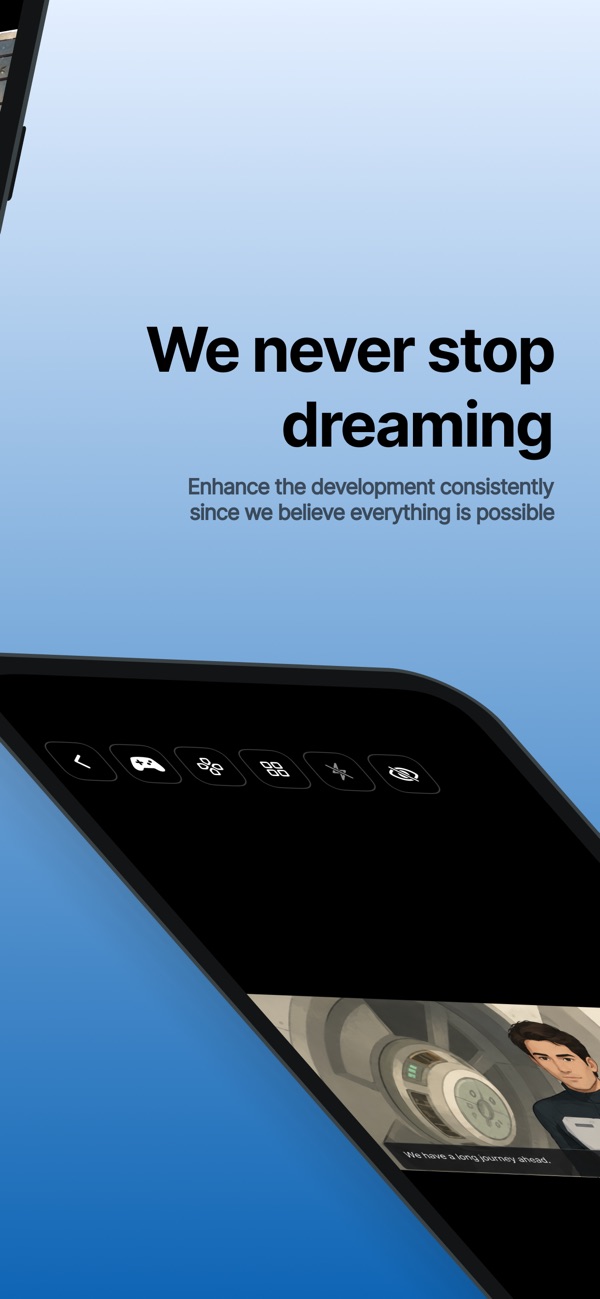 We never stop
dreaming
Enhance the development consistently
since we believe everything is possible
We have a long journey ahead.